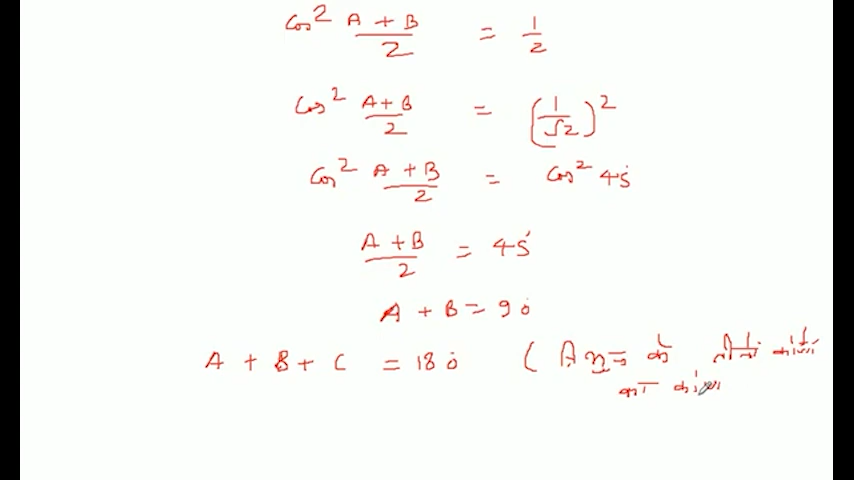 cos² A + B / 2 = 1/2
cos² A + B / 2 = (1/√2)²
cos² A + B / 2 = cos² 45°
A + B / 2 = 45°
A + B = 90°
A + B + C = 180° (